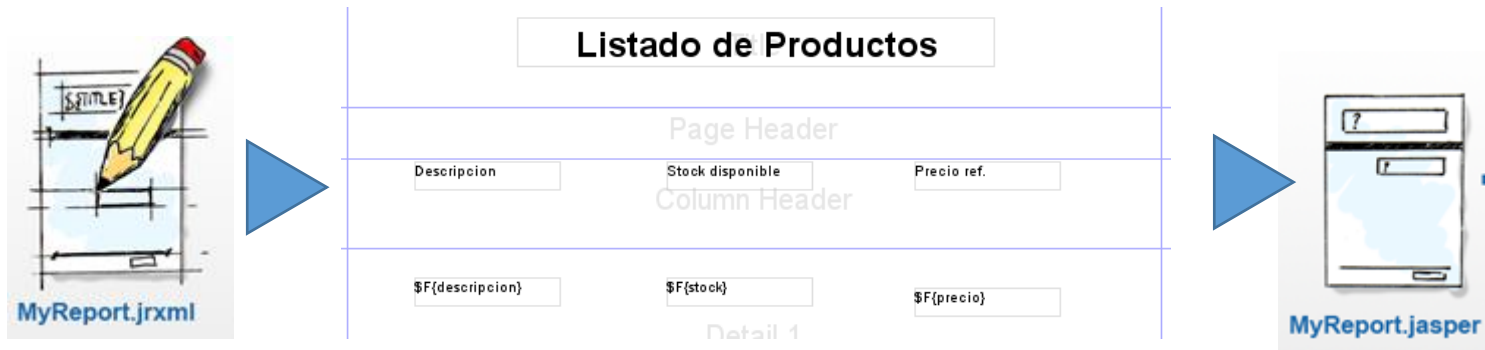 $F{TITLE}
MyReport.jrxml
Title
Listado de Productos
Page Header
Descripcion
Stock disponible
Precio ref.
Column Header
$F{descripcion}
$F{stock}
$F{precio}
Detail 1
?
?
MyReport.jasper